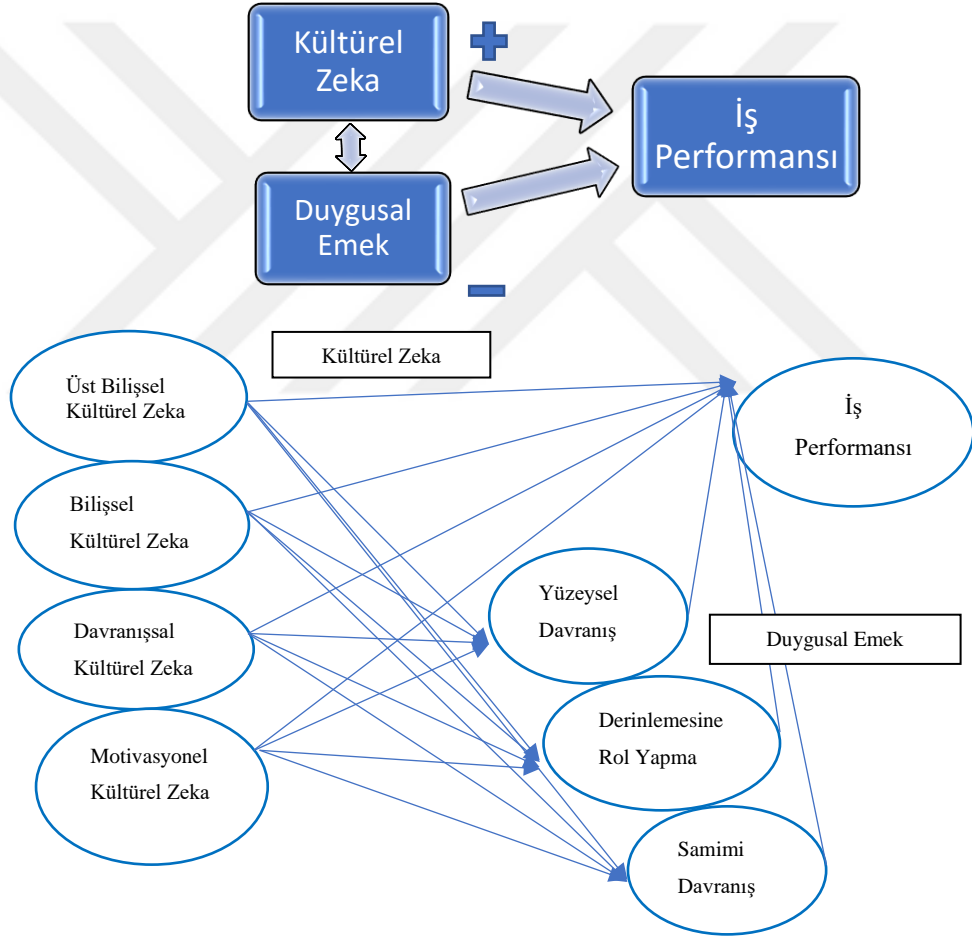 Kültürel
Zeka
İş
Performansı
Duygusal
Emek
Kültürel Zeka
Üst Bilişsel
Kültürel Zeka
İş
Performansı
Bilişsel
Kültürel Zeka
Yüzeysel
Davranış
Davranışsal
Kültürel Zeka
Duygusal Emek
Derinlemesine
Rol Yapma
Motivasyonel
Kültürel Zeka
Samimi
Davranış